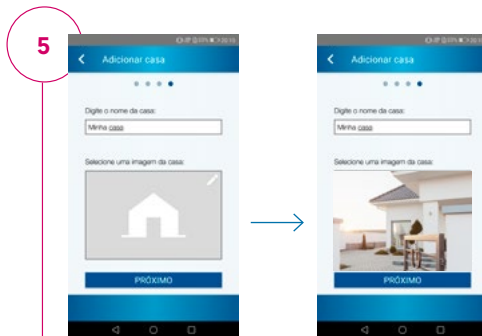 5
Adicionar casa
Digite o nome da casa:
Minha casa
Selecione uma imagem da casa:
PRÓXIMO
Adicionar casa
Digite o nome da casa:
Minha casa
Selecione uma imagem da casa:
PRÓXIMO